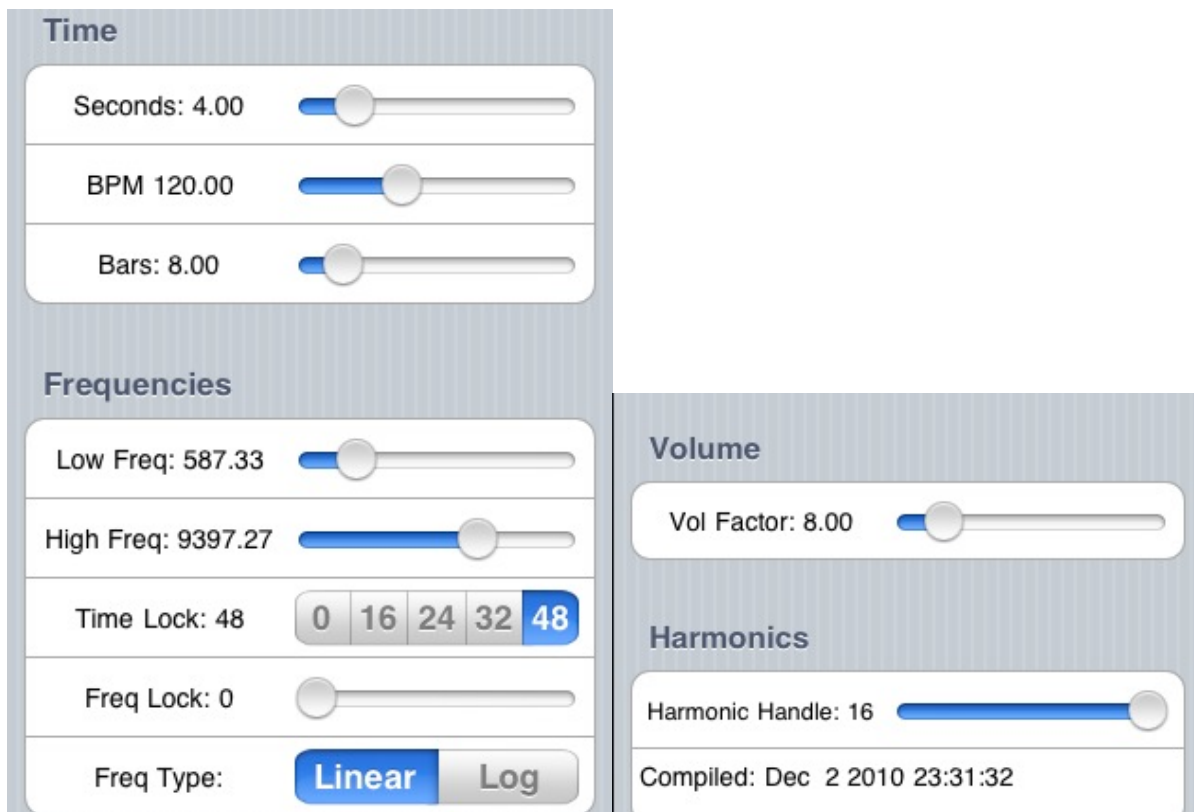 Time
Seconds: 4.00
BPM 120.00
Bars: 8.00
Frequencies
Low Freq: 587.33
High Freq: 9397.27
Time Lock: 48 0 16 24 32 48
Freq Lock: 0
Freq Type: Linear Log
Volume
Vol Factor: 8.00
Harmonics
Harmonic Handle: 16
Compiled: Dec 2 2010 23:31:32